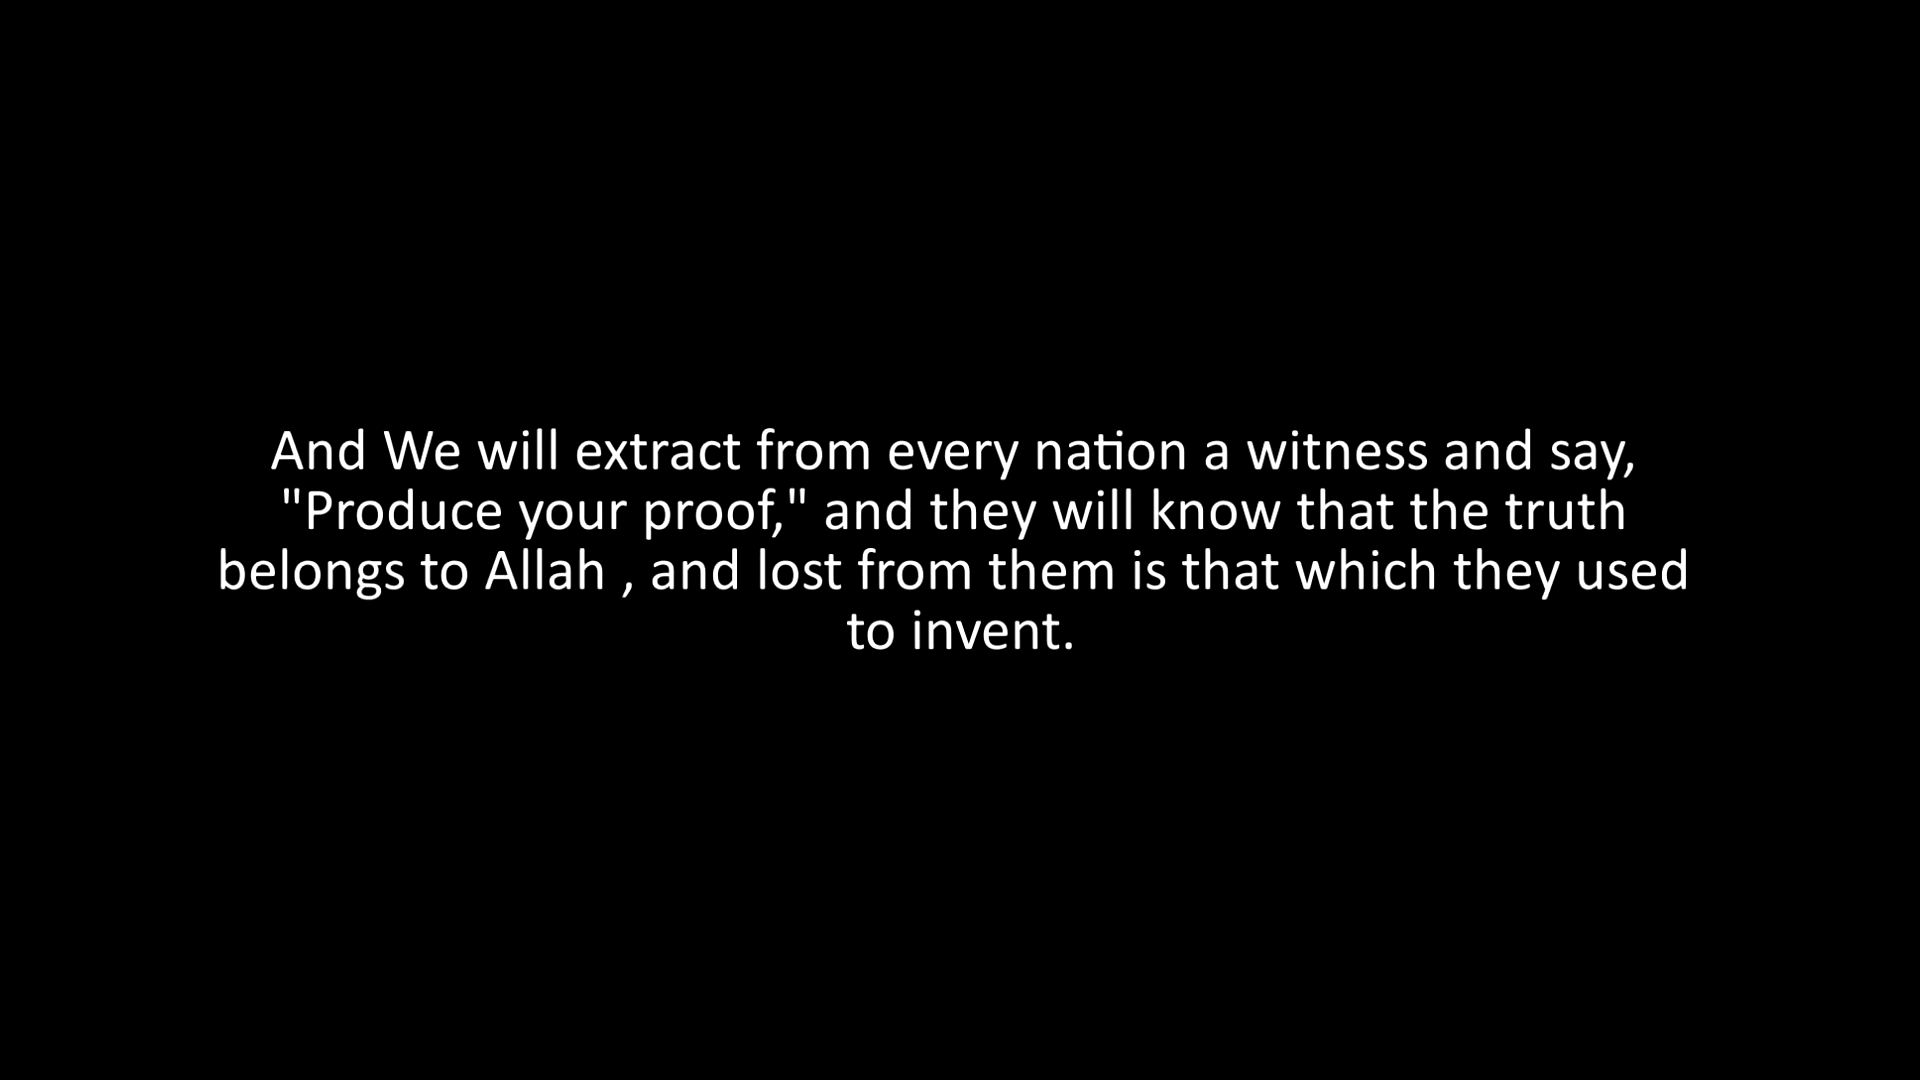 And We will extract from every nation a witness and say,
"Produce your proof," and they will know that the truth
belongs to Allah , and lost from them is that which they used
to invent.